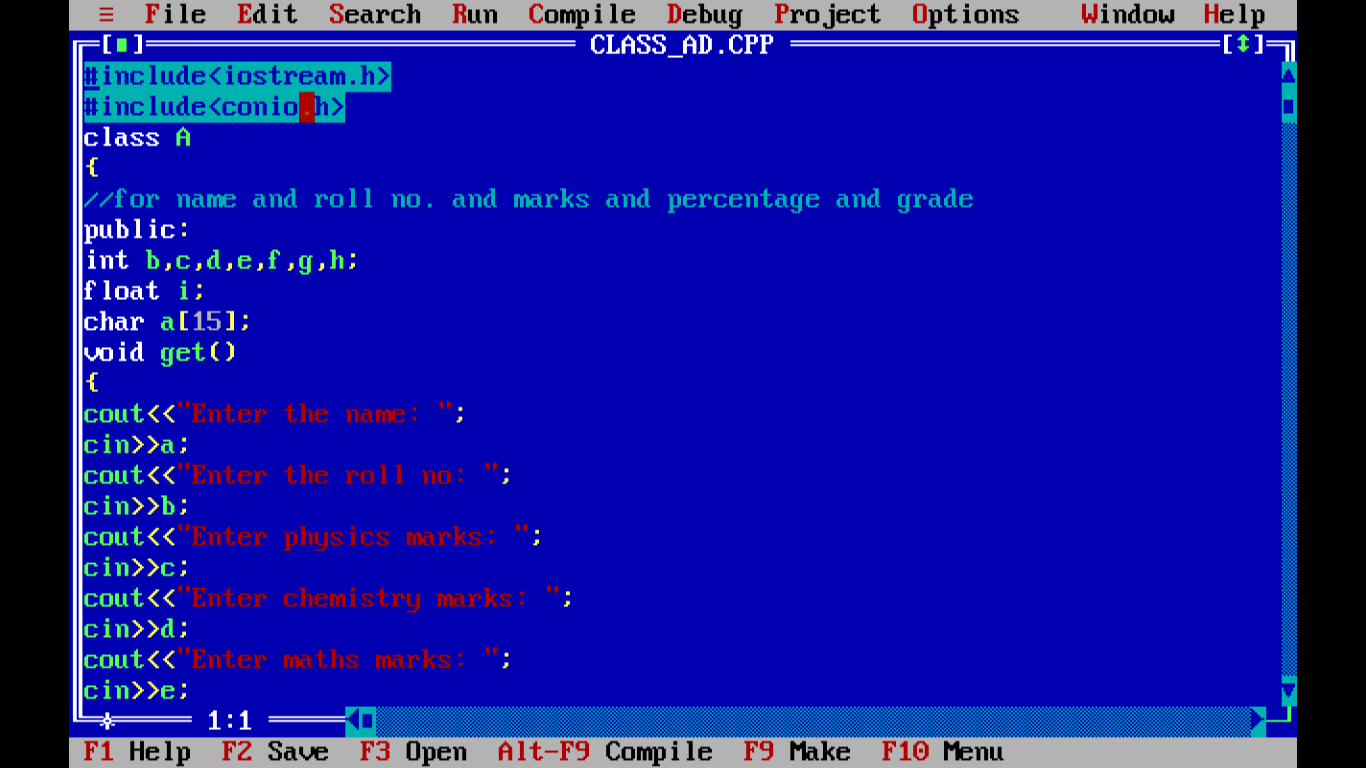 ≡ File Edit Search Run Compile Debug Project Options Window Help
[■] CLASS_AD.CPP [↕]
#include<iostream.h>
#include<conio.h>
class A
{
//for name and roll no. and marks and percentage and grade
public:
int b,c,d,e,f,g,h;
float i;
char a[15];
void get()
{
cout<<"Enter the name: ";
cin>>a;
cout<<"Enter the roll no: ";
cin>>b;
cout<<"Enter physics marks: ";
cin>>c;
cout<<"Enter chemistry marks: ";
cin>>d;
cout<<"Enter maths marks: ";
cin>>e;
1:1
F1 Help F2 Save F3 Open Alt-F9 Compile F9 Make F10 Menu